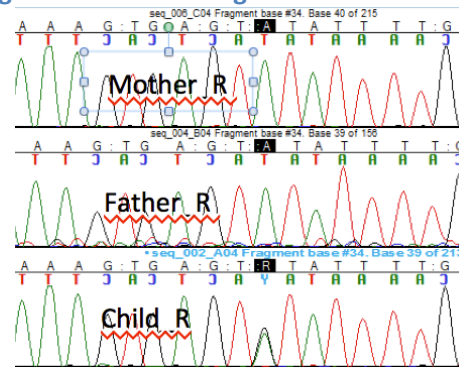 seq_006_C04 Fragment base #34. Base 40 of 215
A A A G : T G A : G : T : A T A T T T T : G
T T T C A C T C A T A T A A A A C
Mother_R
seq_004_B04 Fragment base #34. Base 39 of 156
A A G : T G A : G : T : A T A T T T T : G
T T C A C T C A T A T A A A A C
Father_R
•seq_002_A04 Fragment base #34. Base 39 of 213
A A A G : T G A : G : T : R T A T T T T : G
T T T C A C T C A Y A T A A A A C
Child_R